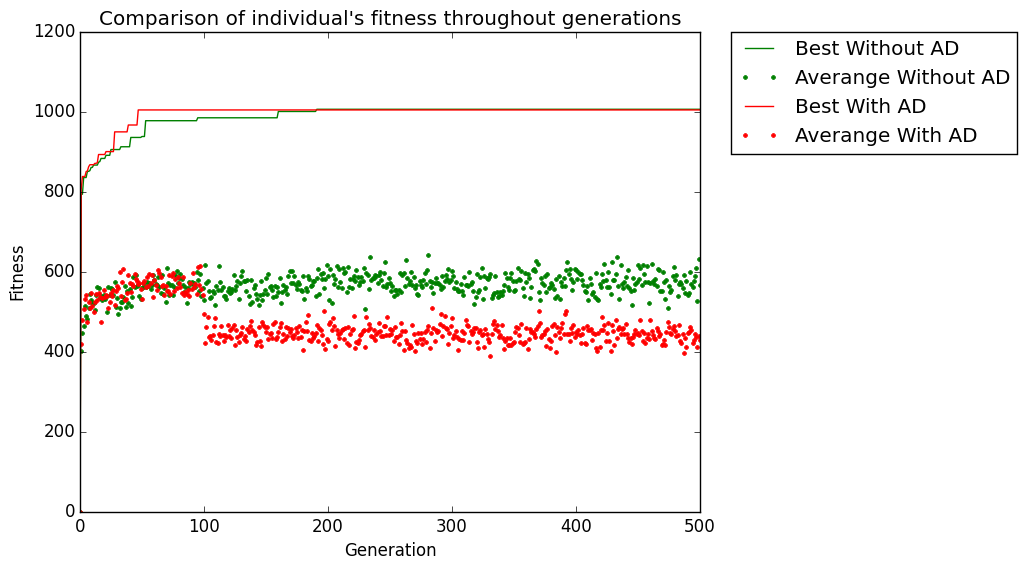 Comparison of individual's fitness throughout generations
1200
1000
800
600
400
200
0
Fitness
0 100 200 300 400 500
Generation
Best Without AD
Averange Without AD
Best With AD
Averange With AD